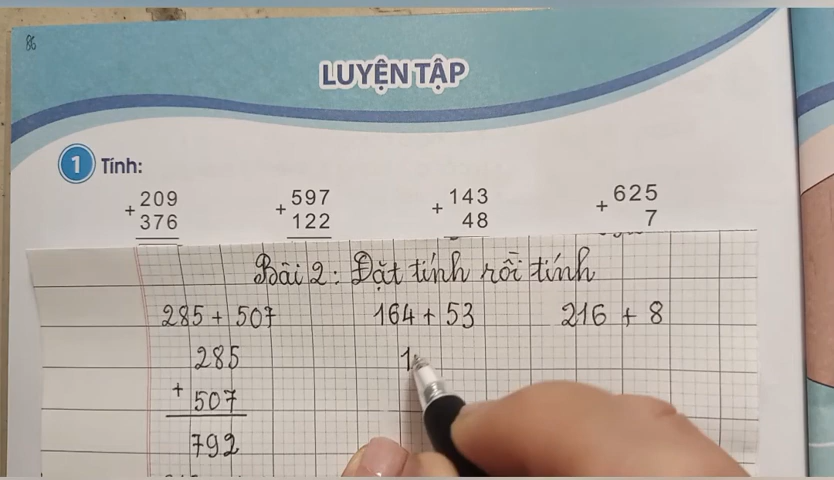 86
LUYỆN TẬP
1 Tính:
+ 209 376
+ 597 122
+ 143 48
+ 625 7
Bài 2: Đặt tính rồi tính
285 + 507 164 + 53 216 + 8
285 1
+ 507
792